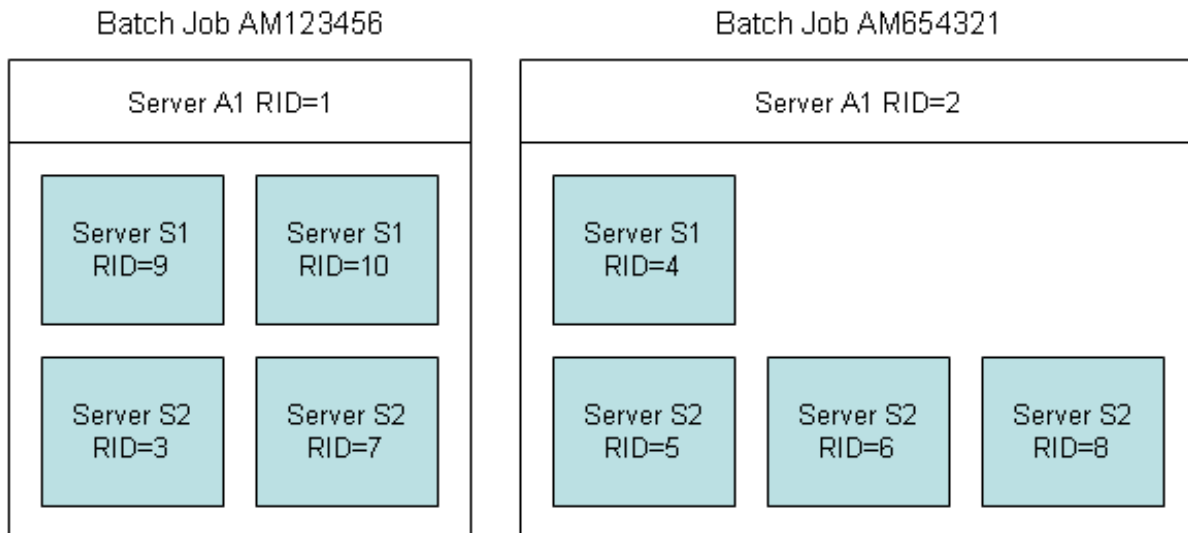 Batch Job AM123456
Server A1 RID=1
Server S1
RID=9
Server S1
RID=10
Server S2
RID=3
Server S2
RID=7
Batch Job AM654321
Server A1 RID=2
Server S1
RID=4
Server S2
RID=5
Server S2
RID=6
Server S2
RID=8